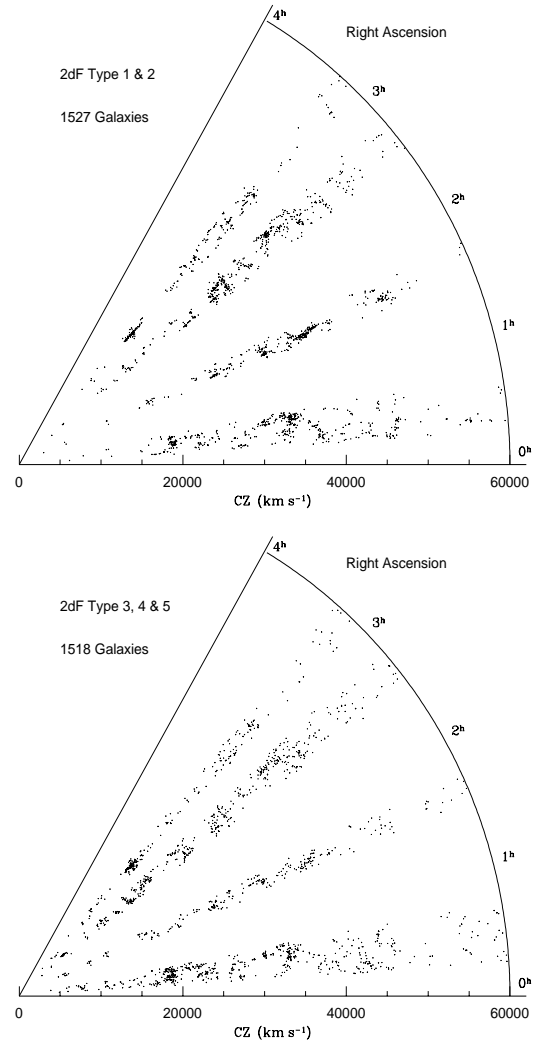 4ʰ
Right Ascension
2dF Type 1 & 2
3ʰ
1527 Galaxies
2ʰ
1ʰ
0ʰ
0 20000 40000 60000
CZ (km s⁻¹)
4ʰ
Right Ascension
2dF Type 3, 4 & 5
3ʰ
1518 Galaxies
2ʰ
1ʰ
0ʰ
0 20000 40000 60000
CZ (km s⁻¹)